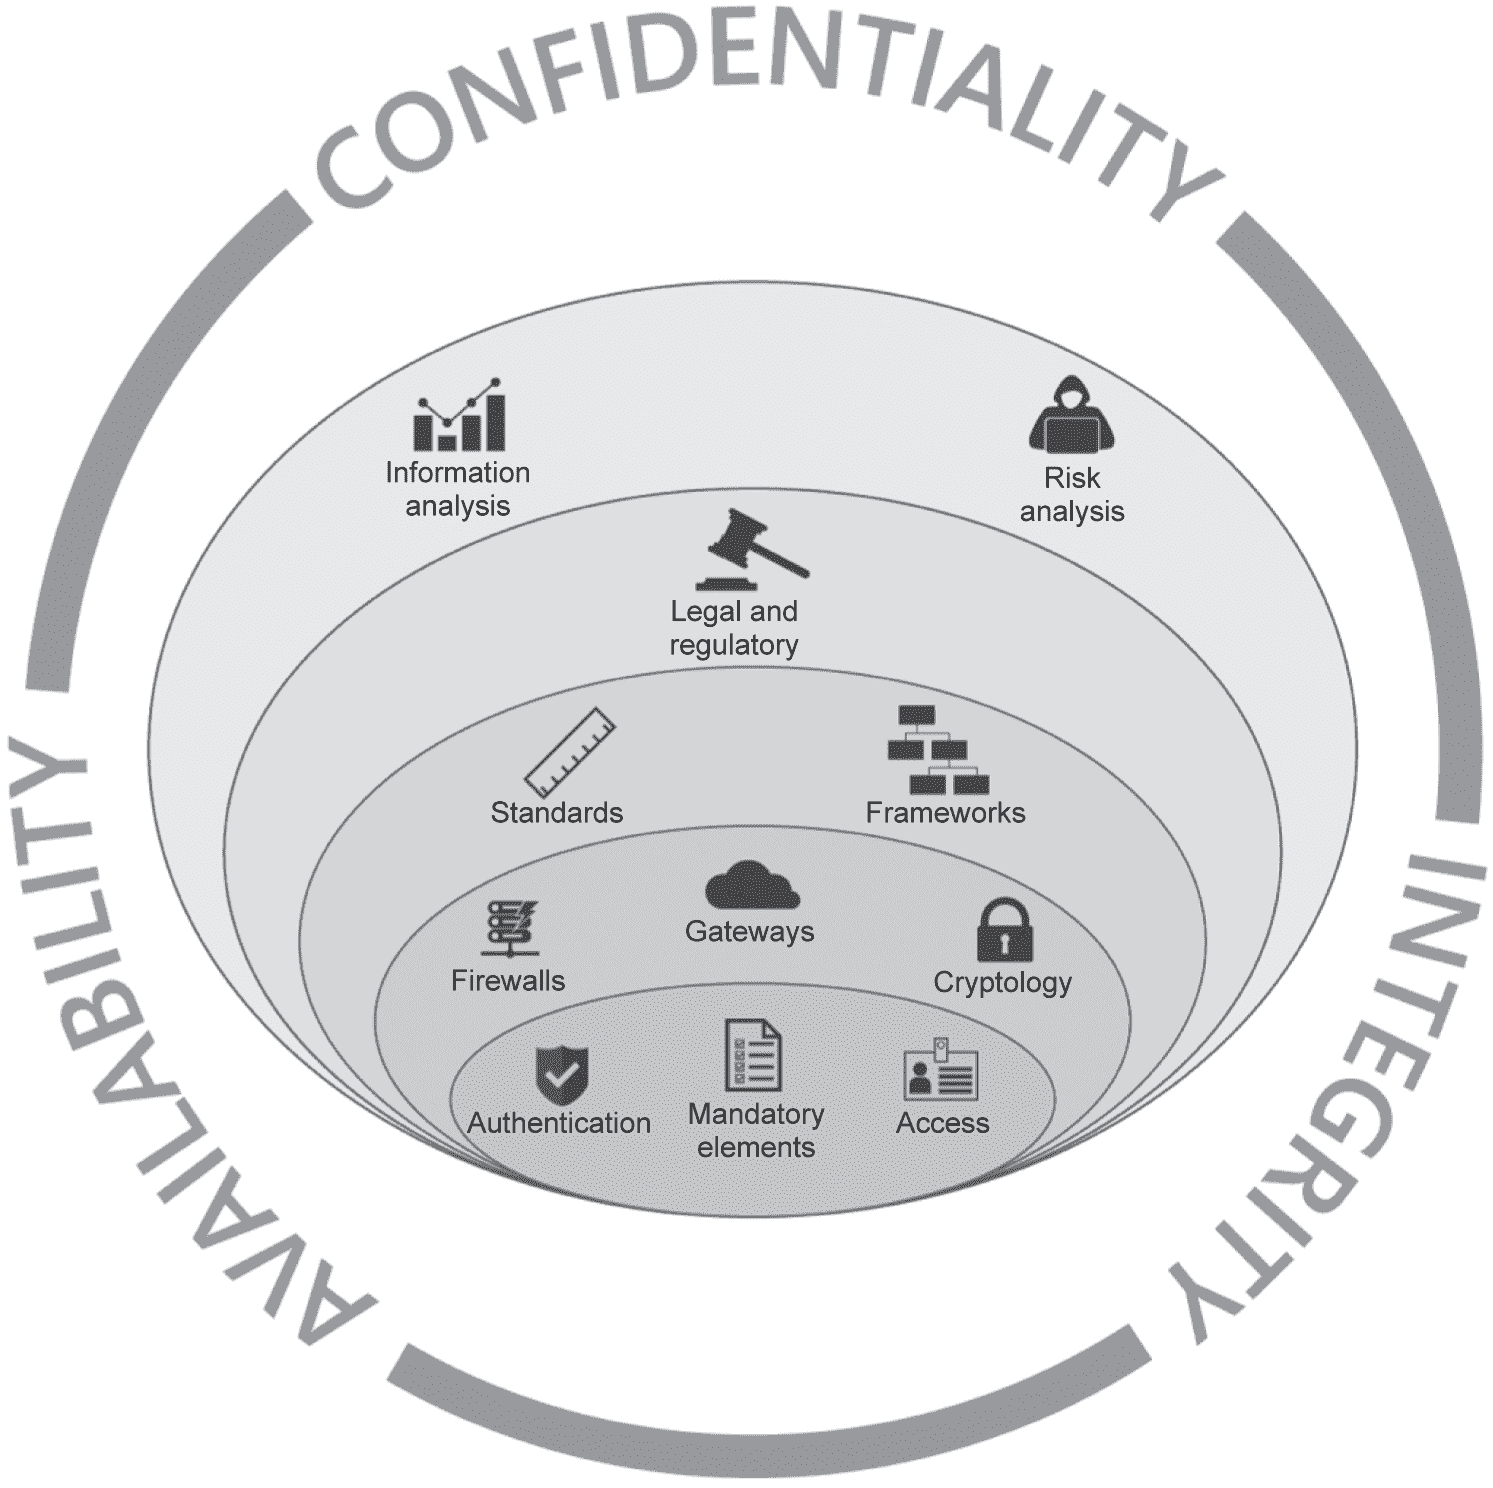 CONFIDENTIALITY
Information
analysis
Risk
analysis
Legal and
regulatory
Standards
Frameworks
Gateways
Firewalls
Cryptology
Authentication
Mandatory
elements
Access
INTEGRITY
AVAILABILITY